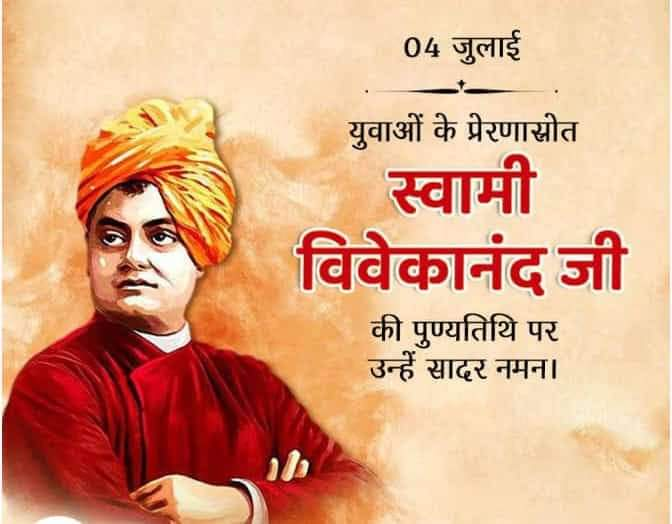 04 जुलाई
युवाओं के प्रेरणास्रोत
स्वामी
विवेकानंद जी
की पुण्यतिथि पर
उन्हें सादर नमन।